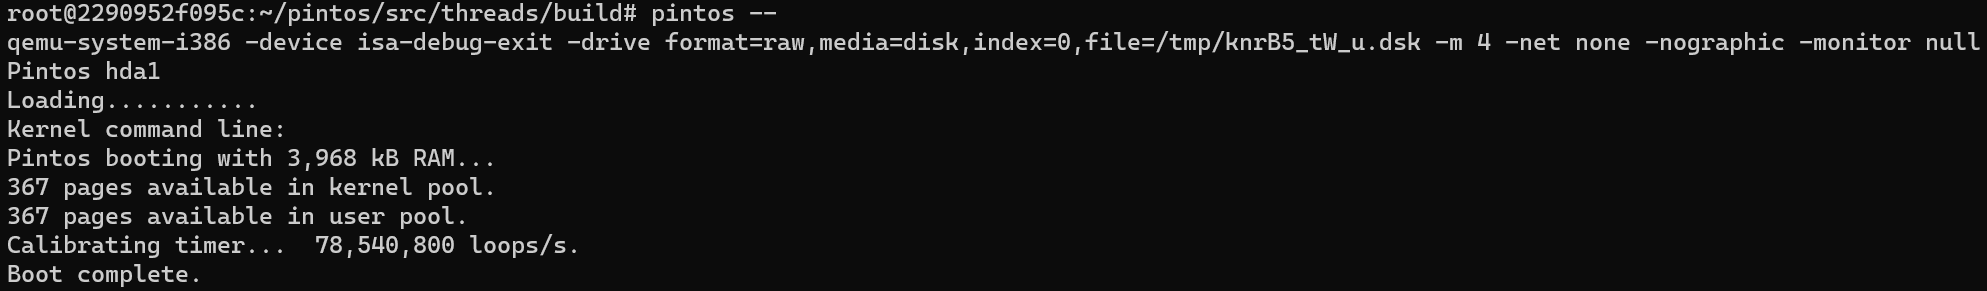 root@2290952f095c:~/pintos/src/threads/build# pintos --
qemu-system-i386 -device isa-debug-exit -drive format=raw,media=disk,index=0,file=/tmp/knrB5_tW_u.dsk -m 4 -net none -nographic -monitor null
Pintos hda1
Loading...........
Kernel command line:
Pintos booting with 3,968 kB RAM...
367 pages available in kernel pool.
367 pages available in user pool.
Calibrating timer...  78,540,800 loops/s.
Boot complete.